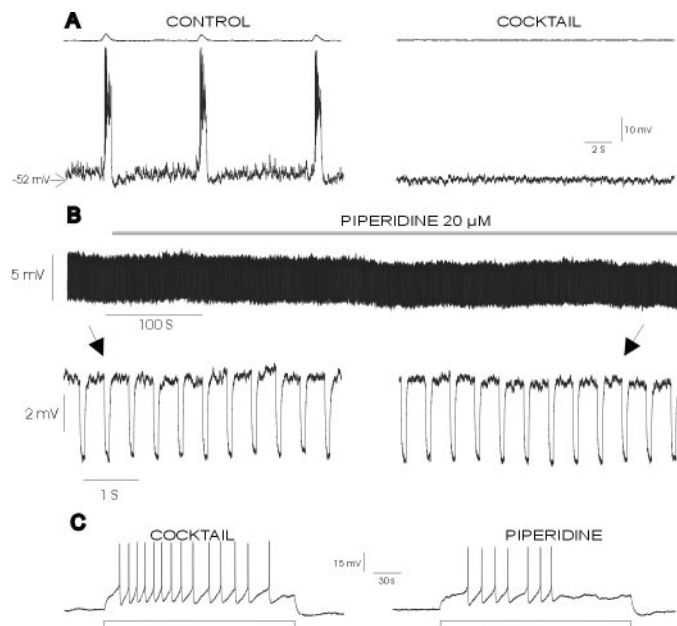 A
CONTROL
COCKTAIL
10 mV
2 S
-52 mV
B
PIPERIDINE 20 µM
5 mV
100 S
2 mV
1 S
C
COCKTAIL
PIPERIDINE
15 mV
30s